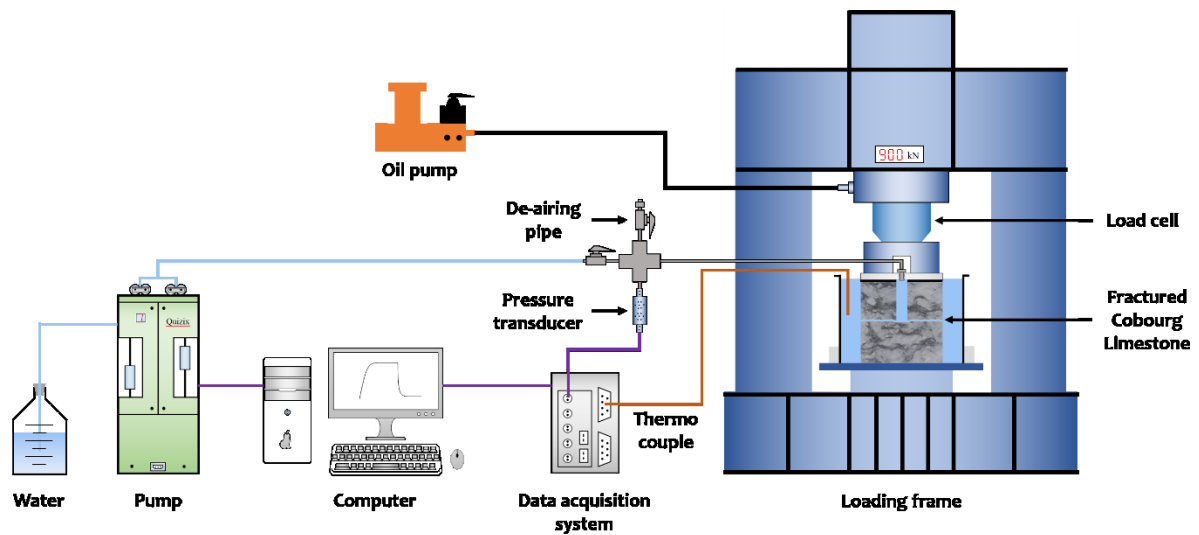 900 kN
Oil pump
De-airing
pipe
Load cell
Pressure
transducer
Fractured
Cobourg
Limestone
Quizix
Thermo
couple
Water
Pump
Computer
Data acquisition
system
Loading frame